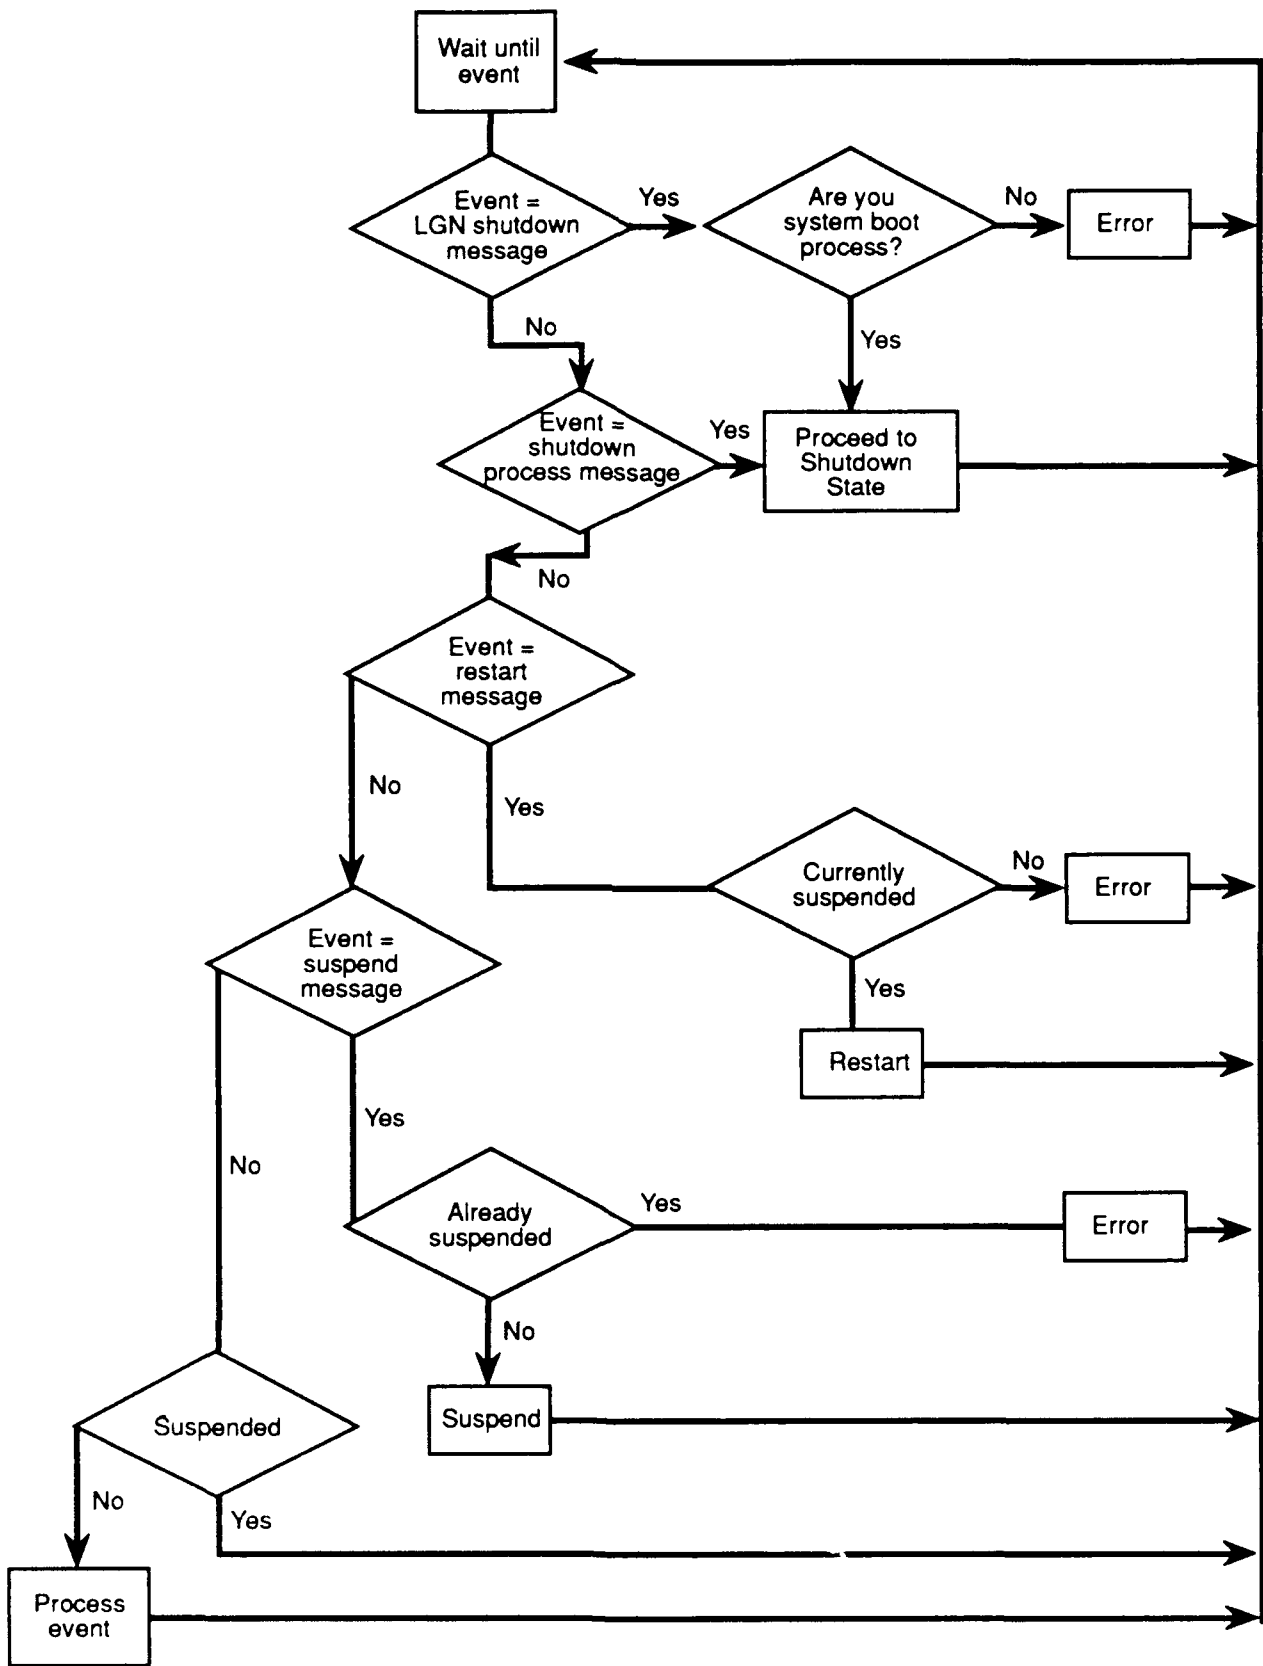 Wait until
event
Event =
LGN shutdown
message
Yes
Are you
system boot
process?
No
Error
No
Yes
Event =
shutdown
process message
Yes
Proceed to
Shutdown
State
No
Event =
restart
message
No
Yes
Currently
suspended
No
Error
Event =
suspend
message
Yes
Restart
Yes
No
Already
suspended
Yes
Error
No
Suspend
Suspended
No
Yes
Process
event